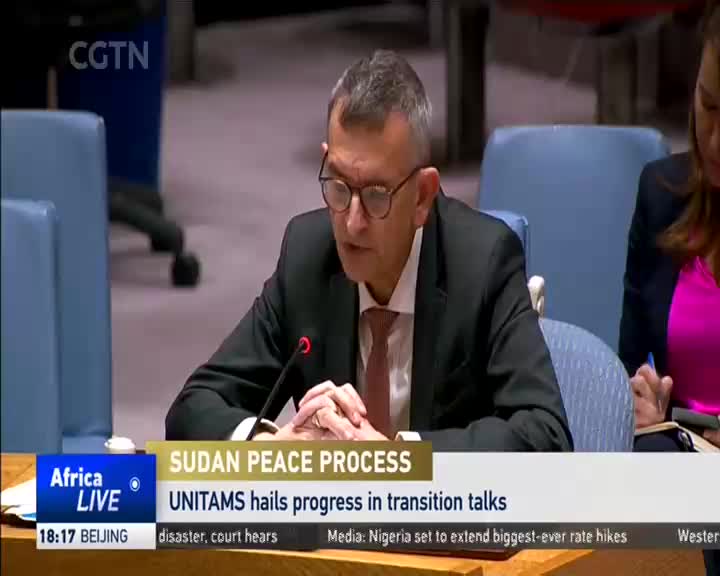 CGTN
SUDAN PEACE PROCESS
Africa
LIVE
UNITAMS hails progress in transition talks
18:17 BEIJING
disaster, court hears
Media: Nigeria set to extend biggest-ever rate hikes
Wester